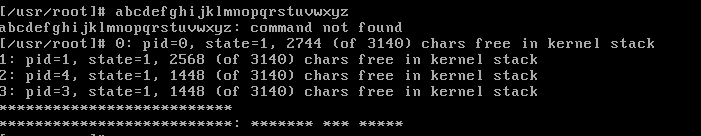 [/usr/root]# abcdefghijklmnopqrstuvwxyz
abcdefghijklmnopqrstuvwxyz: command not found
[/usr/root]# 0: pid=0, state=1, 2744 (of 3140) chars free in kernel stack
1: pid=1, state=1, 2568 (of 3140) chars free in kernel stack
2: pid=4, state=1, 1448 (of 3140) chars free in kernel stack
3: pid=3, state=1, 1448 (of 3140) chars free in kernel stack
**************************
**************************: ******* *** *****